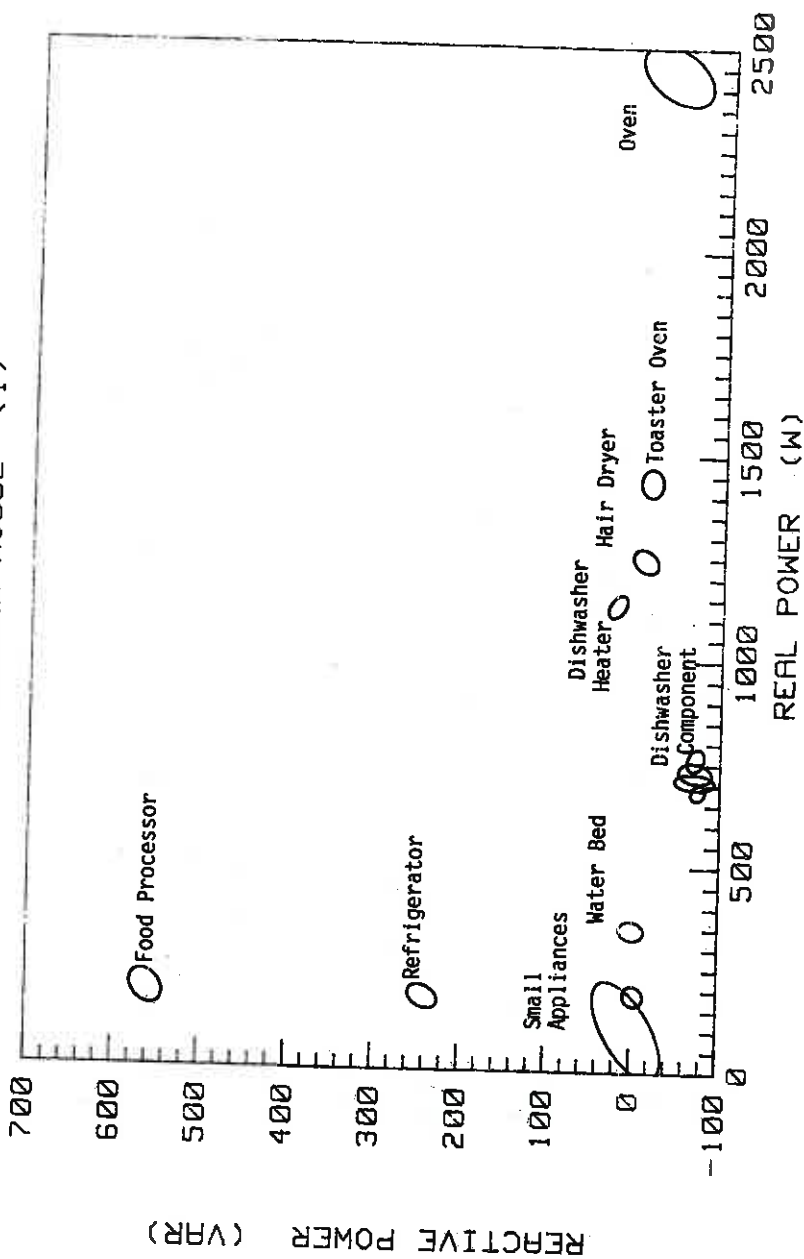 700
600
500
400
300
200
100
0
-100
REACTIVE POWER (VAR)
0
500
1000
1500
2000
2500
REAL POWER (W)
Food Processor
Refrigerator
Small
Appliances
Water Bed
Dishwasher
Component
Dishwasher
Heater
Hair Dryer
Toaster Oven
Oven